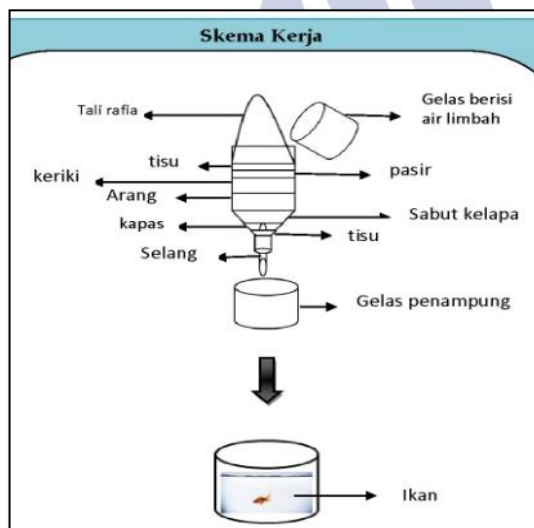 Skema Kerja
Tali rafia
Gelas berisi
air limbah
tisu
pasir
keriki
Arang
Sabut kelapa
kapas
tisu
Selang
Gelas penampung
Ikan